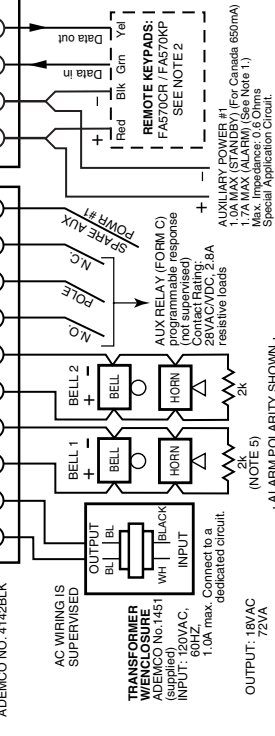 ADEMCO NO. 4142BLK
AC WIRING IS
SUPERVISED
TRANSFORMER
W/ENCLOSURE
ADEMCO No.1451
(supplied)
INPUT: 120VAC,
60HZ,
1.0A max. Connect to a
dedicated circuit.
OUTPUT: 18VAC
72VA
OUTPUT
BL
BL
WH
BLACK
INPUT
BELL 1
+ −
BELL
HORN
2k
(NOTE 5)
BELL 2
+ −
BELL
HORN
2k
ALARM POLARITY SHOWN
N.O.
POLE
N.C.
SPARE AUX
POWR #1
AUX RELAY (FORM C)
programmable response
(not supervised)
Contact Rating:
28VAC/VDC, 2.8A
resistive loads
+ −
AUXILIARY POWER #1
1.0A MAX (STANDBY) (For Canada 650mA)
1.7A MAX (ALARM) (See Note 1.)
Max. Impedance: 0.6 Ohms
Special Application Circuit.
+
−
Data in
Data out
Red
Blk
Grn
Yel
REMOTE KEYPADS:
FA570CR / FA570KP
SEE NOTE 2